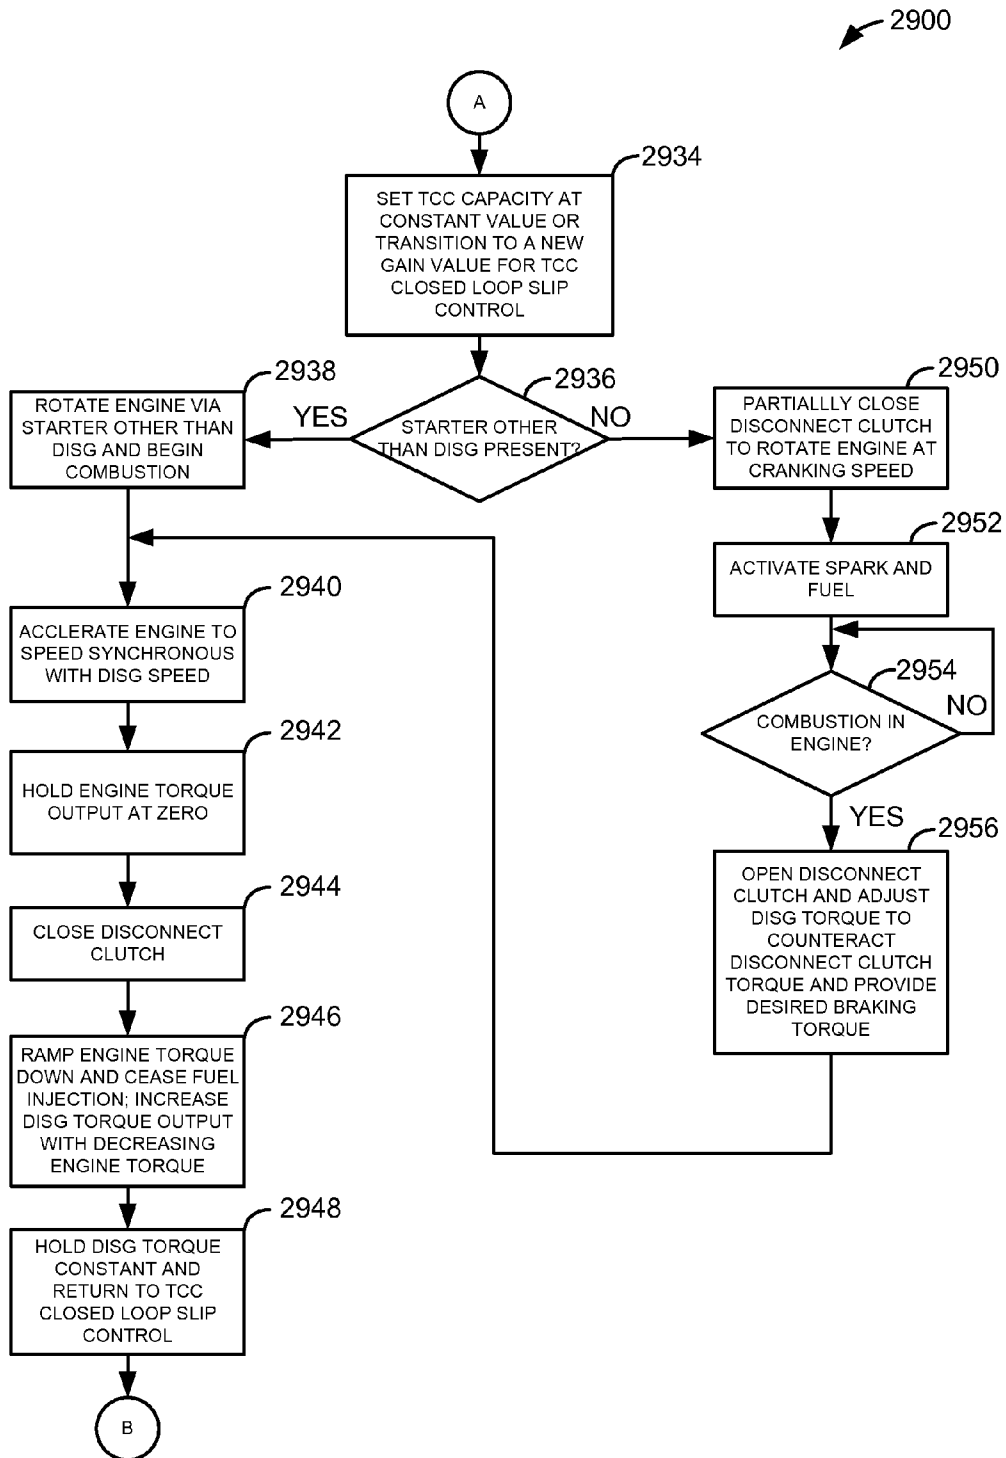 2900
A
2934
SET TCC CAPACITY AT
CONSTANT VALUE OR
TRANSITION TO A NEW
GAIN VALUE FOR TCC
CLOSED LOOP SLIP
CONTROL
2936
STARTER OTHER
THAN DISG PRESENT?
YES
NO
2938
ROTATE ENGINE VIA
STARTER OTHER THAN
DISG AND BEGIN
COMBUSTION
2940
ACCLERATE ENGINE TO
SPEED SYNCHRONOUS
WITH DISG SPEED
2942
HOLD ENGINE TORQUE
OUTPUT AT ZERO
2944
CLOSE DISCONNECT
CLUTCH
2946
RAMP ENGINE TORQUE
DOWN AND CEASE FUEL
INJECTION; INCREASE
DISG TORQUE OUTPUT
WITH DECREASING
ENGINE TORQUE
2948
HOLD DISG TORQUE
CONSTANT AND
RETURN TO TCC
CLOSED LOOP SLIP
CONTROL
B
2950
PARTIALLLY CLOSE
DISCONNECT CLUTCH
TO ROTATE ENGINE AT
CRANKING SPEED
2952
ACTIVATE SPARK AND
FUEL
2954
COMBUSTION IN
ENGINE?
NO
YES
2956
OPEN DISCONNECT
CLUTCH AND ADJUST
DISG TORQUE TO
COUNTERACT
DISCONNECT CLUTCH
TORQUE AND PROVIDE
DESIRED BRAKING
TORQUE